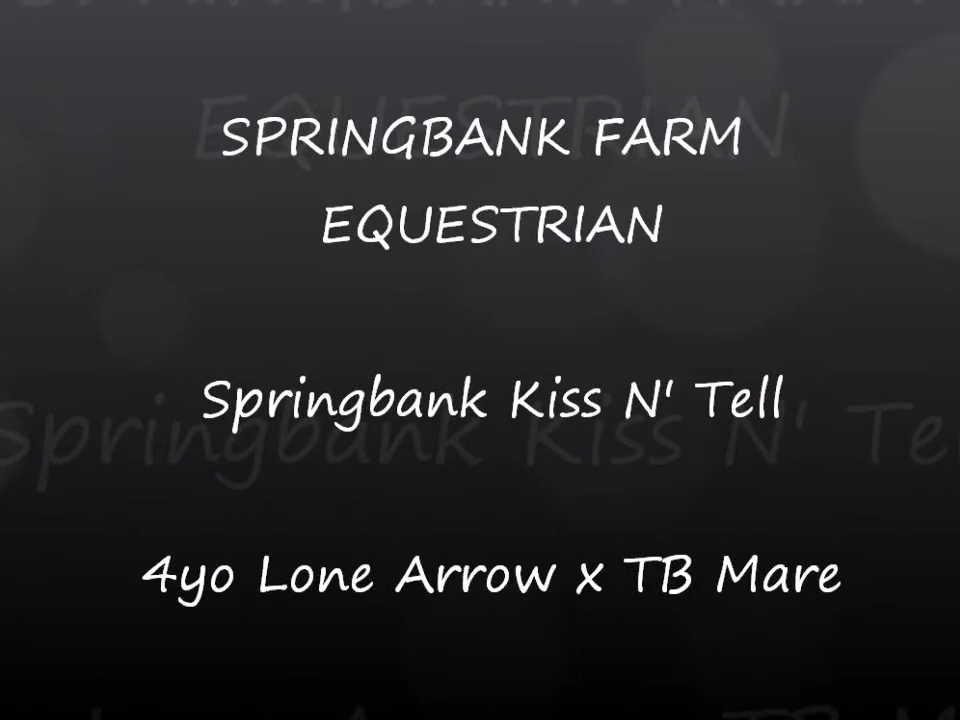 SPRINGBANK FARM
EQUESTRIAN
Springbank Kiss N' Tell
4yo Lone Arrow x TB Mare